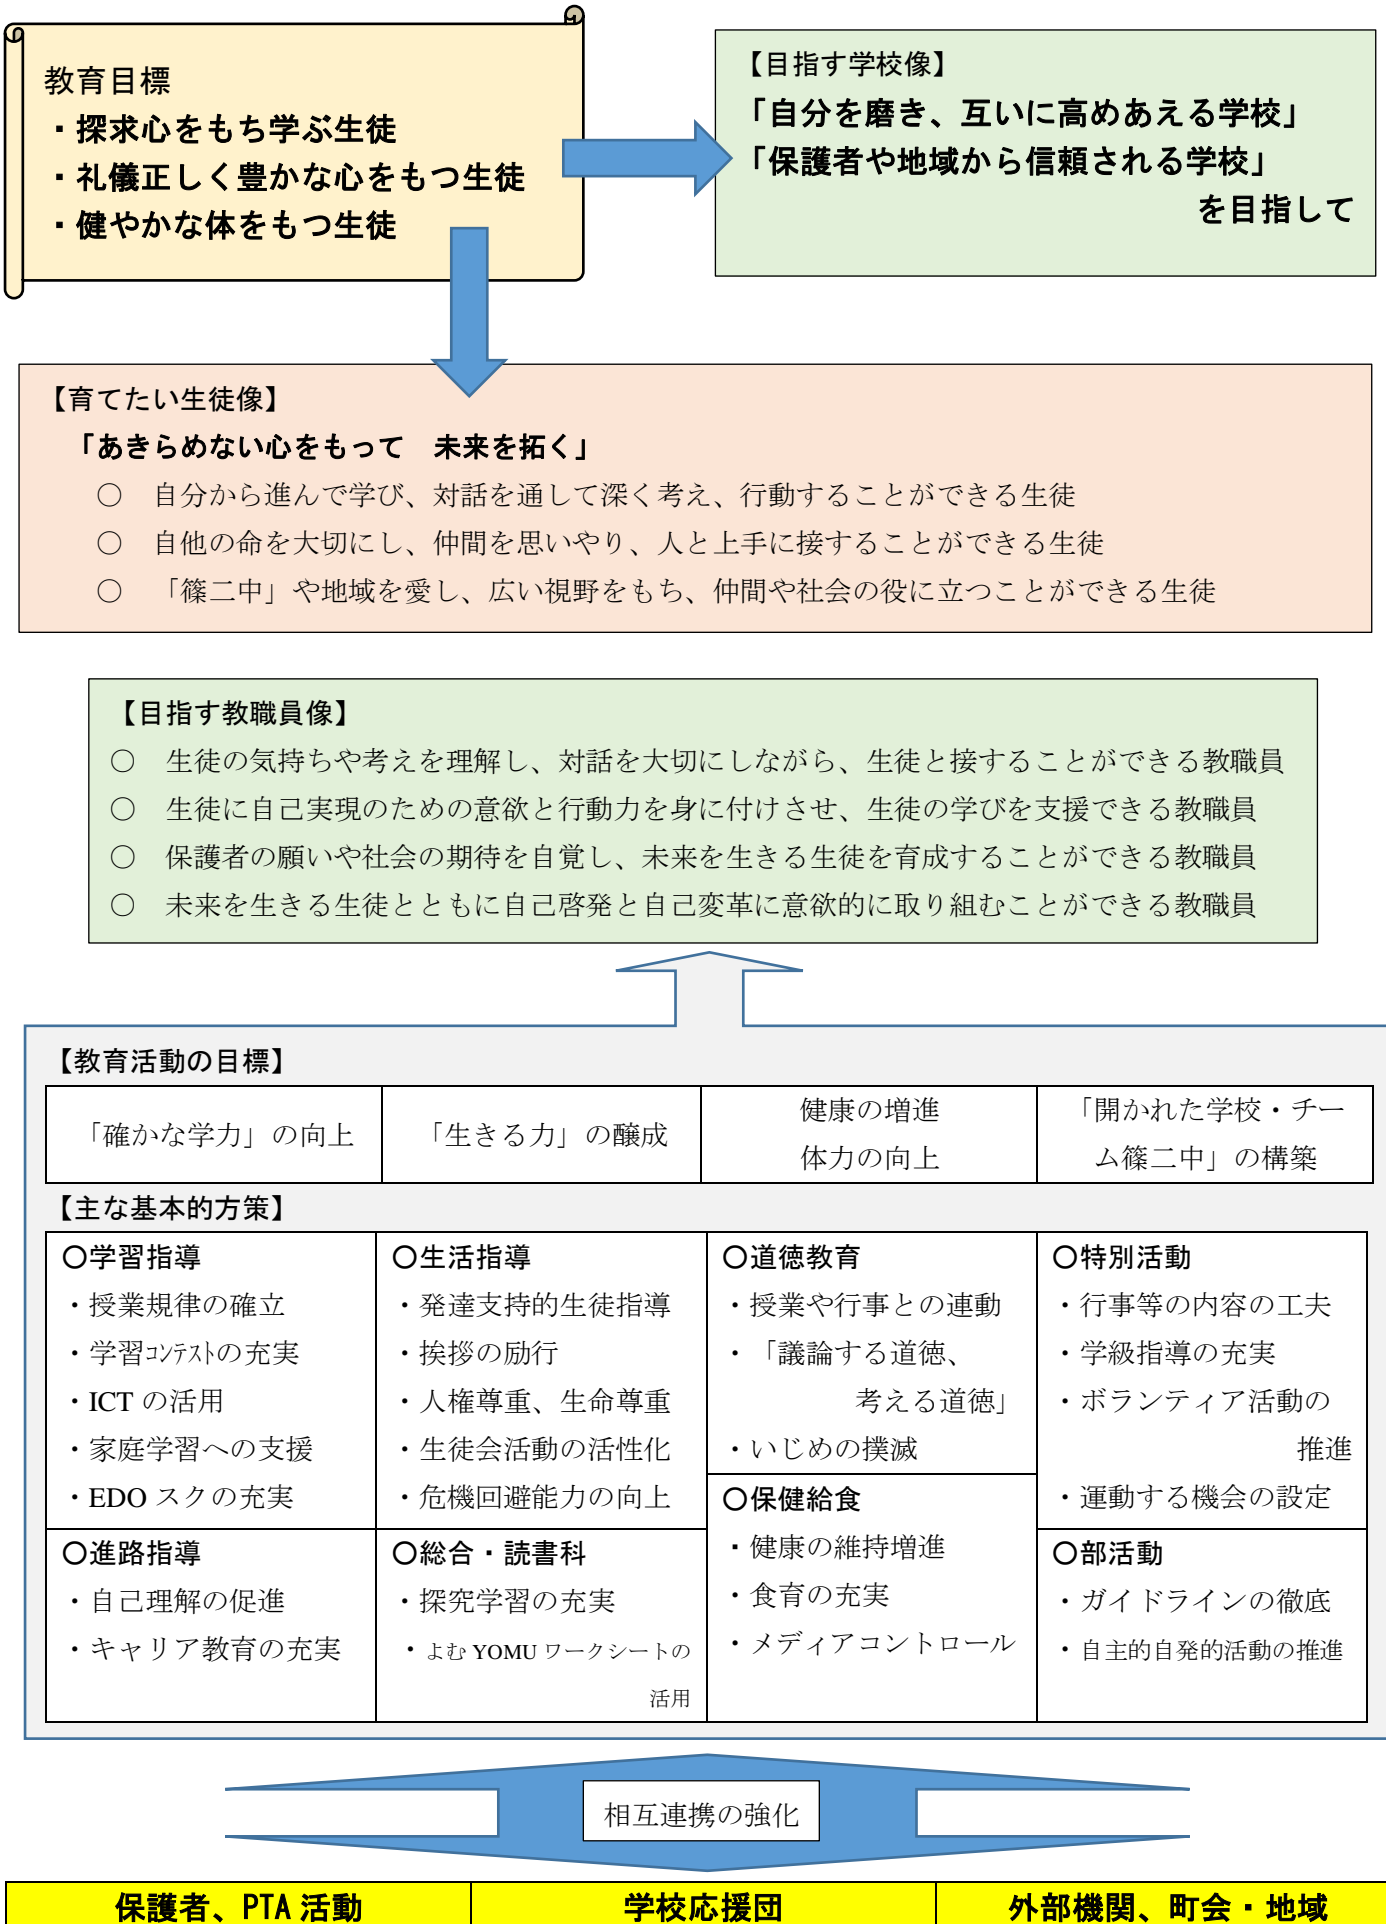 教育目標
・探求心をもち学ぶ生徒
・礼儀正しく豊かな心をもつ生徒
・健やかな体をもつ生徒
【目指す学校像】
「自分を磨き、互いに高めあえる学校」
「保護者や地域から信頼される学校」
を目指して
【育てたい生徒像】
「あきらめない心をもって　未来を拓く」
○　自分から進んで学び、対話を通して深く考え、行動することができる生徒
○　自他の命を大切にし、仲間を思いやり、人と上手に接することができる生徒
○　「篠二中」や地域を愛し、広い視野をもち、仲間や社会の役に立つことができる生徒
【目指す教職員像】
○　生徒の気持ちや考えを理解し、対話を大切にしながら、生徒と接することができる教職員
○　生徒に自己実現のための意欲と行動力を身に付けさせ、生徒の学びを支援できる教職員
○　保護者の願いや社会の期待を自覚し、未来を生きる生徒を育成することができる教職員
○　未来を生きる生徒とともに自己啓発と自己変革に意欲的に取り組むことができる教職員
【教育活動の目標】
「確かな学力」の向上
「生きる力」の醸成
健康の増進
体力の向上
「開かれた学校・チー
ム篠二中」の構築
【主な基本的方策】
○学習指導
・授業規律の確立
・学習ｺﾝﾃｽﾄの充実
・ICT の活用
・家庭学習への支援
・EDO スクの充実
○生活指導
・発達支持的生徒指導
・挨拶の励行
・人権尊重、生命尊重
・生徒会活動の活性化
・危機回避能力の向上
○道徳教育
・授業や行事との連動
・「議論する道徳、
考える道徳」
・いじめの撲滅
○特別活動
・行事等の内容の工夫
・学級指導の充実
・ボランティア活動の
推進
・運動する機会の設定
○進路指導
・自己理解の促進
・キャリア教育の充実
○総合・読書科
・探究学習の充実
・よむ YOMU ワークシートの
活用
○保健給食
・健康の維持増進
・食育の充実
・メディアコントロール
○部活動
・ガイドラインの徹底
・自主的自発的活動の推進
相互連携の強化
保護者、PTA 活動
学校応援団
外部機関、町会・地域